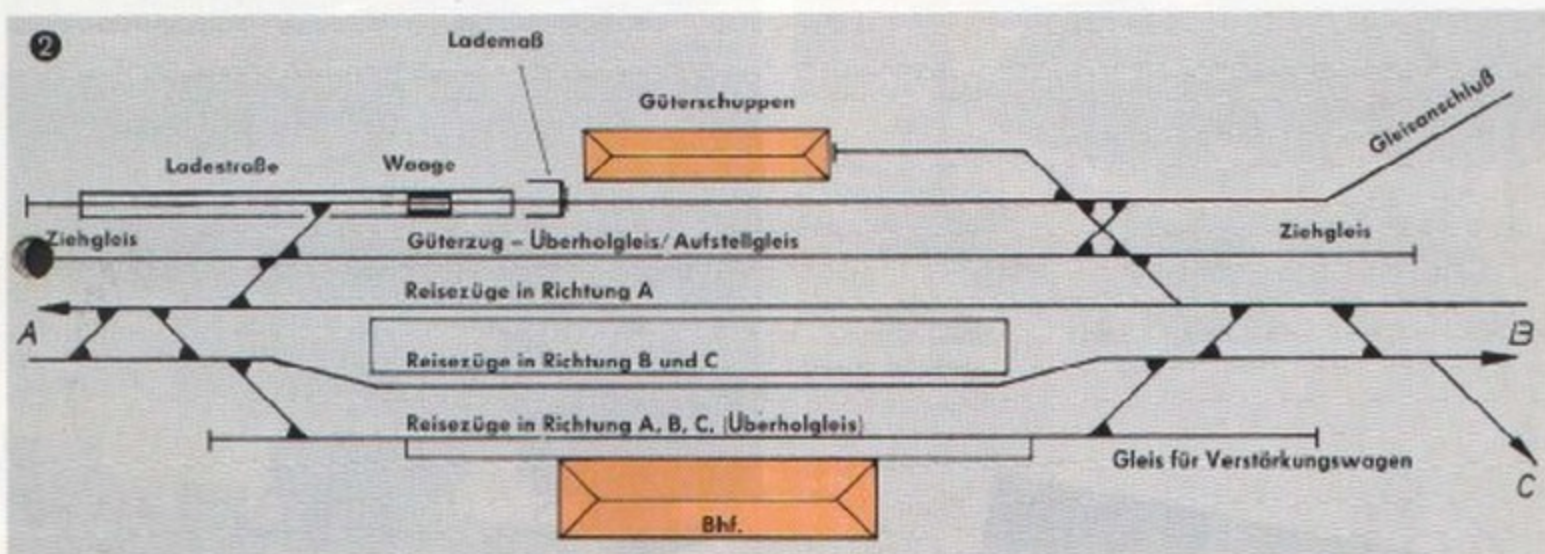 2
Lademaß
Güterschuppen
Gleisanschluß
Ladestraße
Waage
Ziehgleis
Güterzug – Überholgleis/Aufstellgleis
Ziehgleis
Reisezüge in Richtung A
A
B
Reisezüge in Richtung B und C
Reisezüge in Richtung A, B, C, (Überholgleis)
Gleis für Verstärkungswagen
C
Bhf.